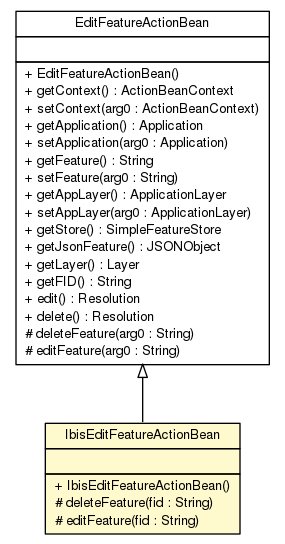 EditFeatureActionBean
+ EditFeatureActionBean()
+ getContext() : ActionBeanContext
+ setContext(arg0 : ActionBeanContext)
+ getApplication() : Application
+ setApplication(arg0 : Application)
+ getFeature() : String
+ setFeature(arg0 : String)
+ getAppLayer() : ApplicationLayer
+ setAppLayer(arg0 : ApplicationLayer)
+ getStore() : SimpleFeatureStore
+ getJsonFeature() : JSONObject
+ getLayer() : Layer
+ getFID() : String
+ edit() : Resolution
+ delete() : Resolution
# deleteFeature(arg0 : String)
# editFeature(arg0 : String)
IbisEditFeatureActionBean
+ IbisEditFeatureActionBean()
# deleteFeature(fid : String)
# editFeature(fid : String)